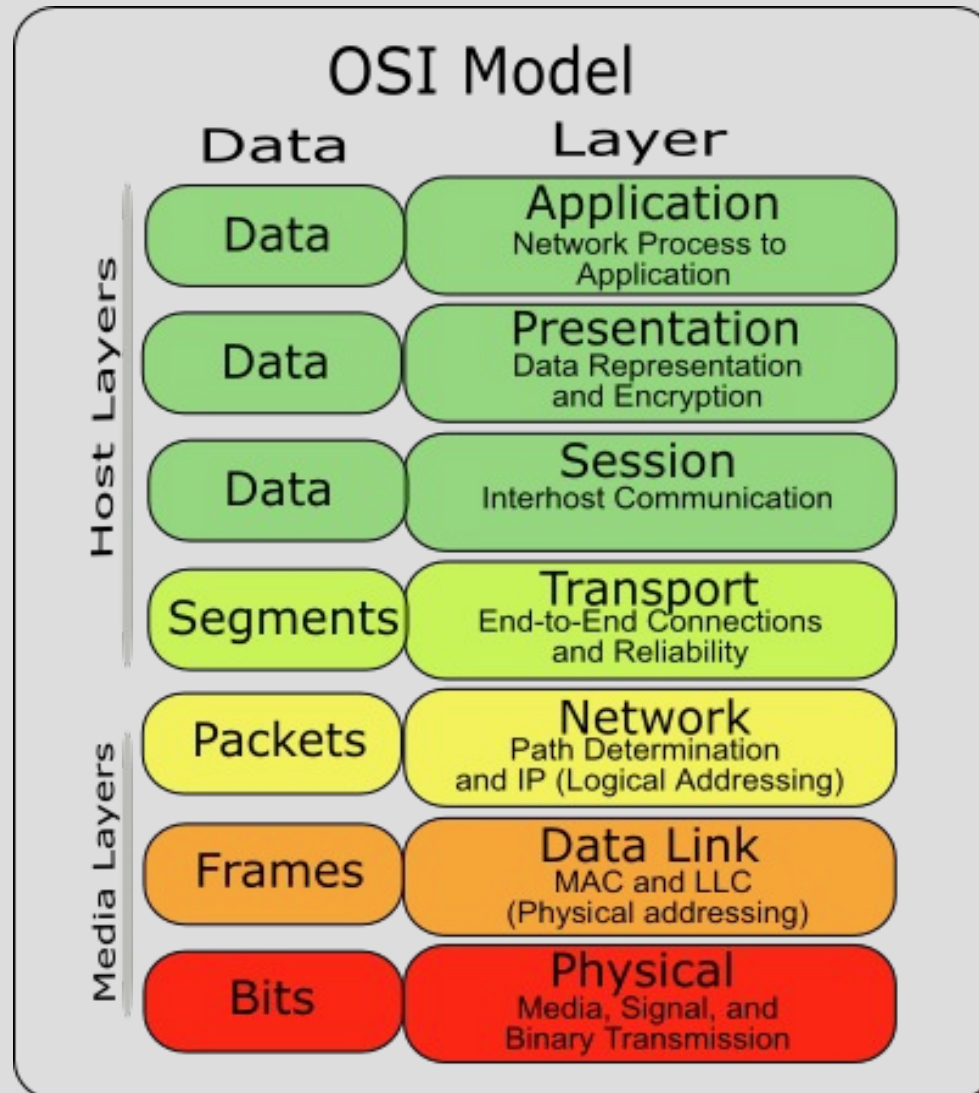 OSI Model
Data
Layer
Host Layers
Data
Application
Network Process to
Application
Data
Presentation
Data Representation
and Encryption
Data
Session
Interhost Communication
Segments
Transport
End-to-End Connections
and Reliability
Media Layers
Packets
Network
Path Determination
and IP (Logical Addressing)
Frames
Data Link
MAC and LLC
(Physical addressing)
Bits
Physical
Media, Signal, and
Binary Transmission